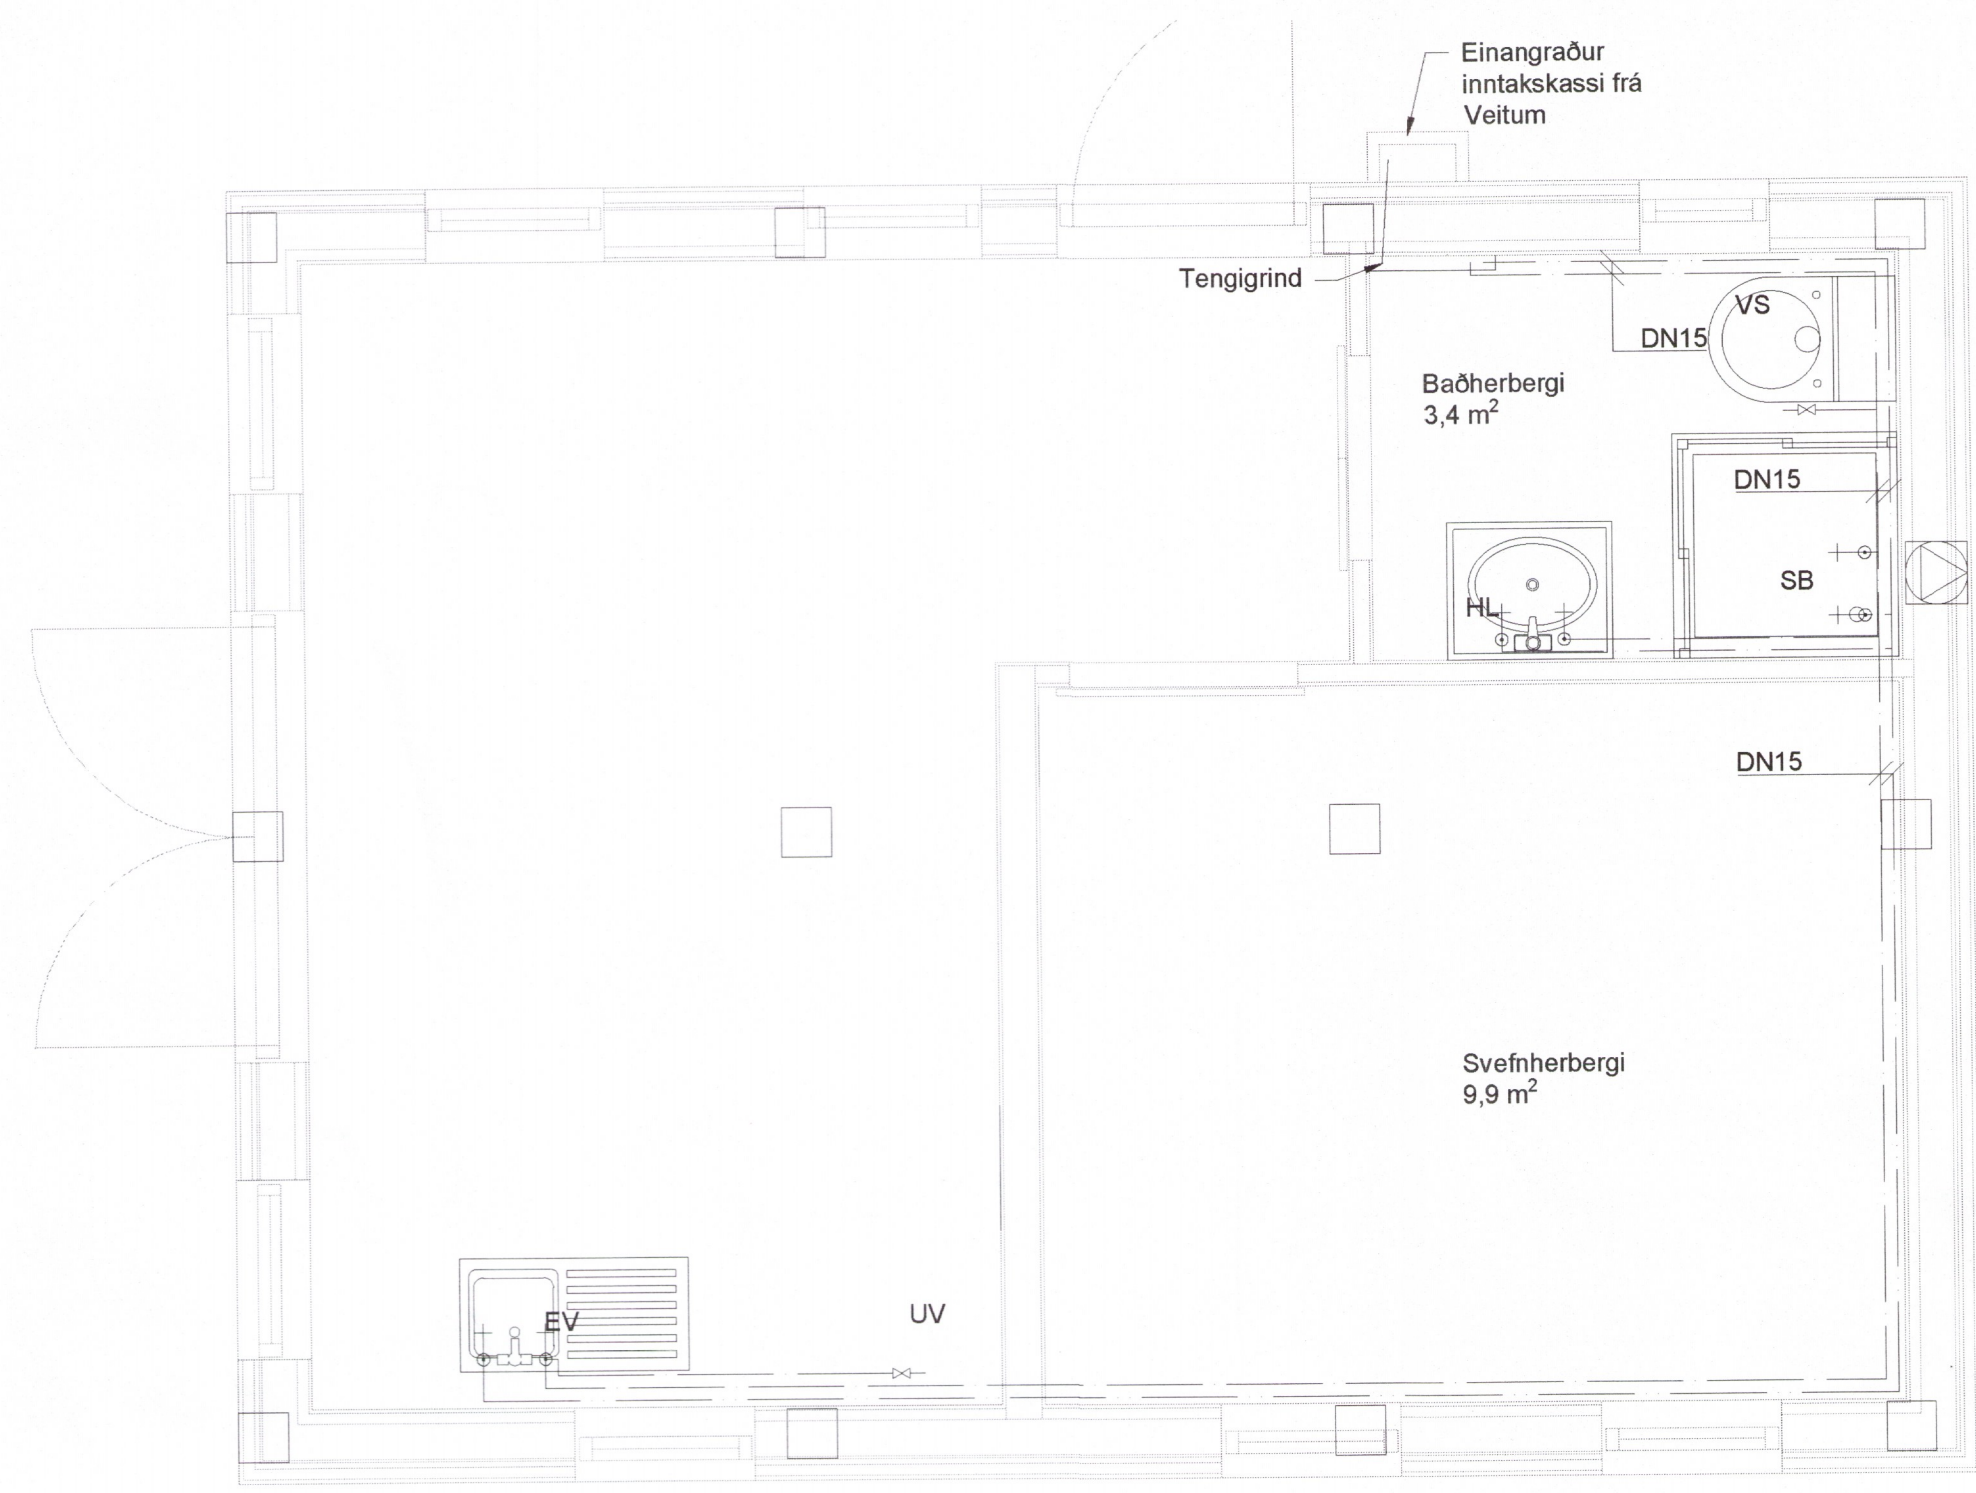 Einangraður
inntakskassi frá
Veitum
Tengigrind
VS
DN15
Baðherbergi
3,4 m²
DN15
SB
HL
DN15
Svefnherbergi
9,9 m²
EV
UV